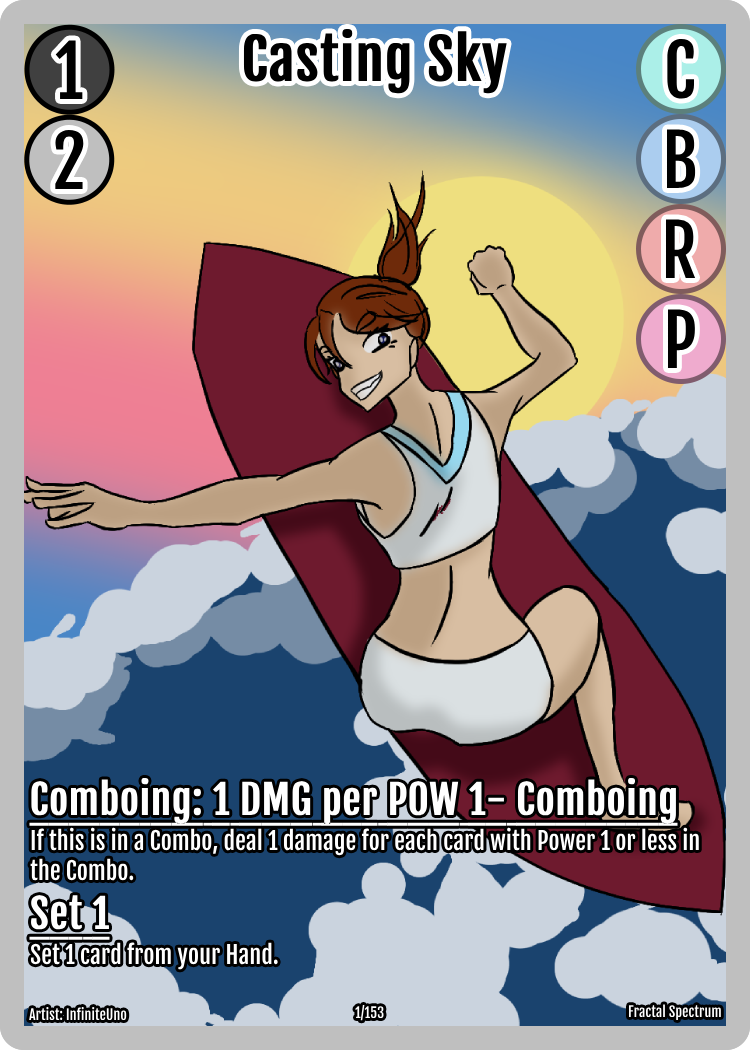 1
Casting Sky
C
2
B
R
P
Comboing: 1 DMG per POW 1- Comboing
If this is in a Combo, deal 1 damage for each card with Power 1 or less in
the Combo.
Set 1
Set 1 card from your Hand.
Artist: InfiniteUno
1/153
Fractal Spectrum